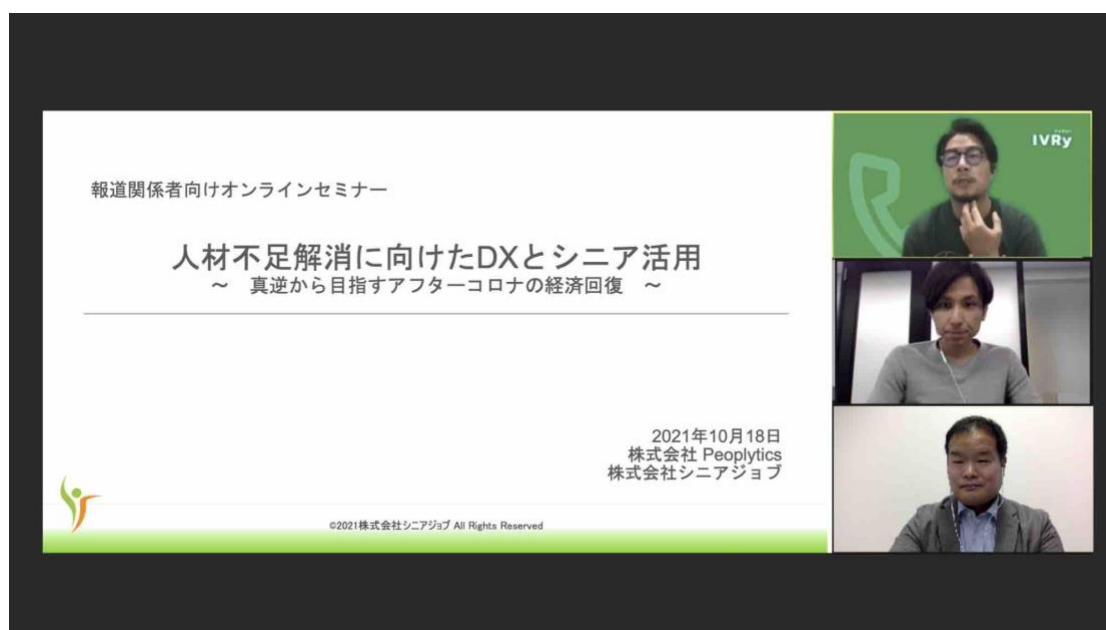 報道関係者向けオンラインセミナー
人材不足解消に向けたDXとシニア活用
～　真逆から目指すアフターコロナの経済回復　～
2021年10月18日
株式会社 Peoplytics
株式会社シニアジョブ
©2021株式会社シニアジョブ All Rights Reserved
IVRy